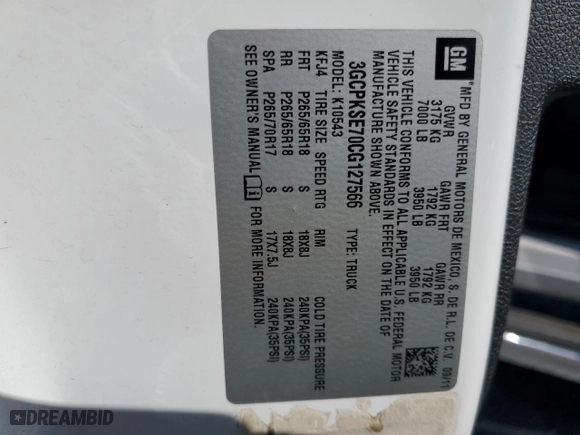 GM
MFD BY GENERAL MOTORS DE MEXICO, S. DE R.L. DE C.V. 09/11
GVWR GAWR FRT GAWR RR
3175 KG 1792 KG 1792 KG
7000 LB 3950 LB 3950 LB
THIS VEHICLE CONFORMS TO ALL APPLICABLE U.S. FEDERAL MOTOR
VEHICLE SAFETY STANDARDS IN EFFECT ON THE DATE OF
MANUFACTURE SHOWN ABOVE.
3GCPKSE70CG127566 TYPE: TRUCK
MODEL: K10543
KFJ4 TIRE SIZE SPEED RTG RIM COLD TIRE PRESSURE
FRT P265/65R18 S 18X8J 240KPA(35PSI)
RR P265/65R18 S 18X8J 240KPA(35PSI)
SPA P265/70R17 S 17X7.5J 240KPA(35PSI)
SEE OWNER'S MANUAL FOR MORE INFORMATION.
DREAMBID